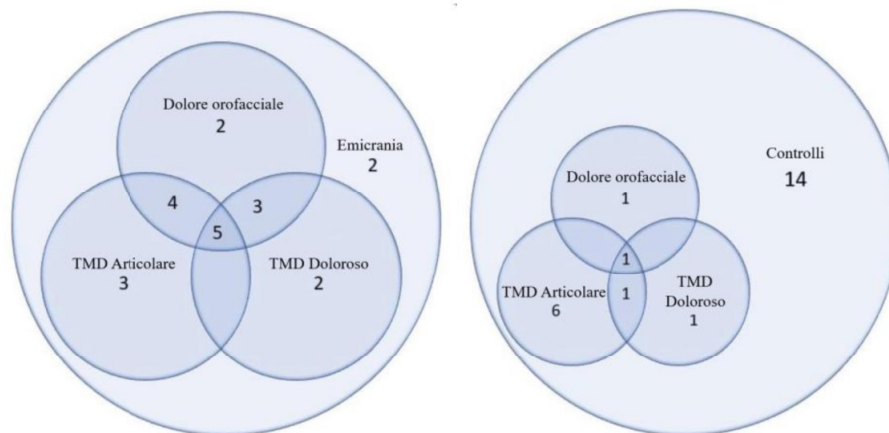 Dolore orofacciale
2
Emicrania
2
4
3
5
TMD Articolare
3
TMD Doloroso
2
Controlli
14
Dolore orofacciale
1
1
TMD Articolare
6
1
TMD
Doloroso
1